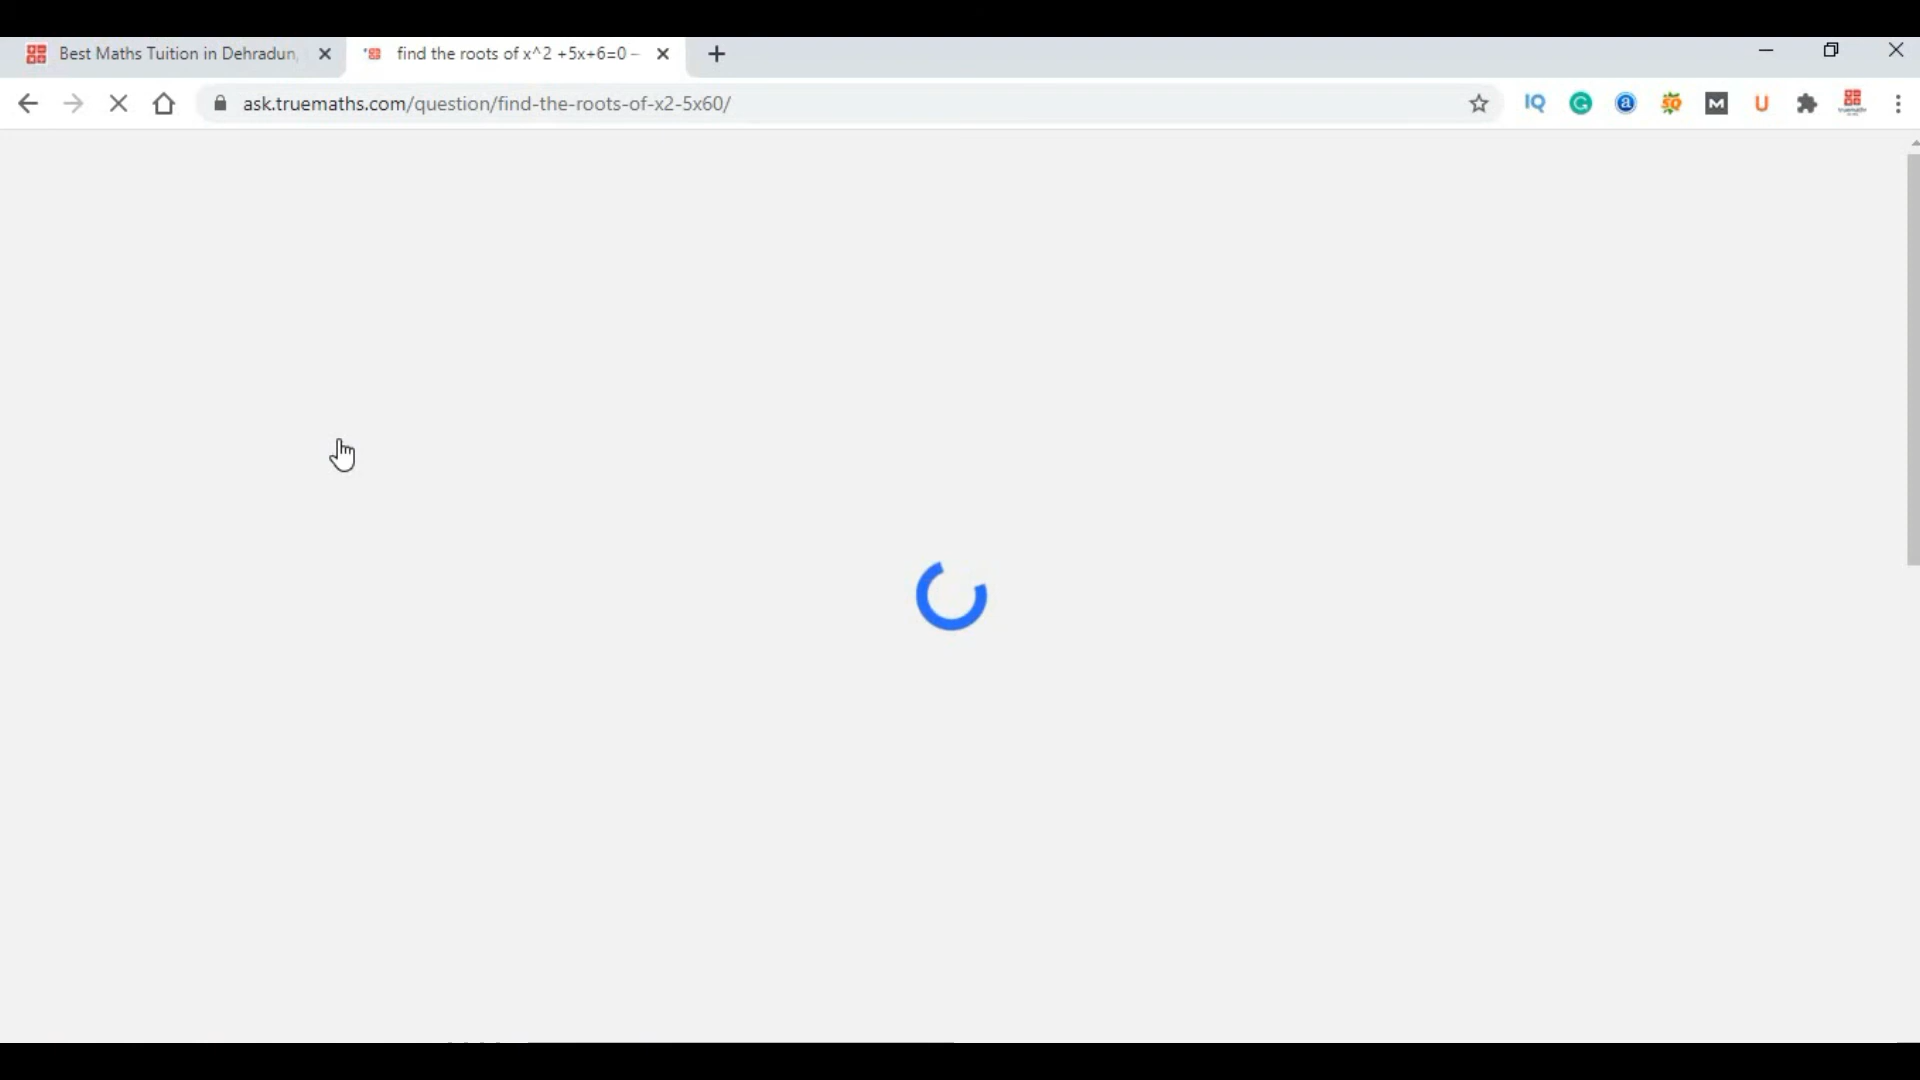 Best Maths Tuition in Dehradun,
find the roots of x^2 +5x+6=0 –
ask.truemaths.com/question/find-the-roots-of-x2-5x60/
IQ
G
a
SQ
M
U